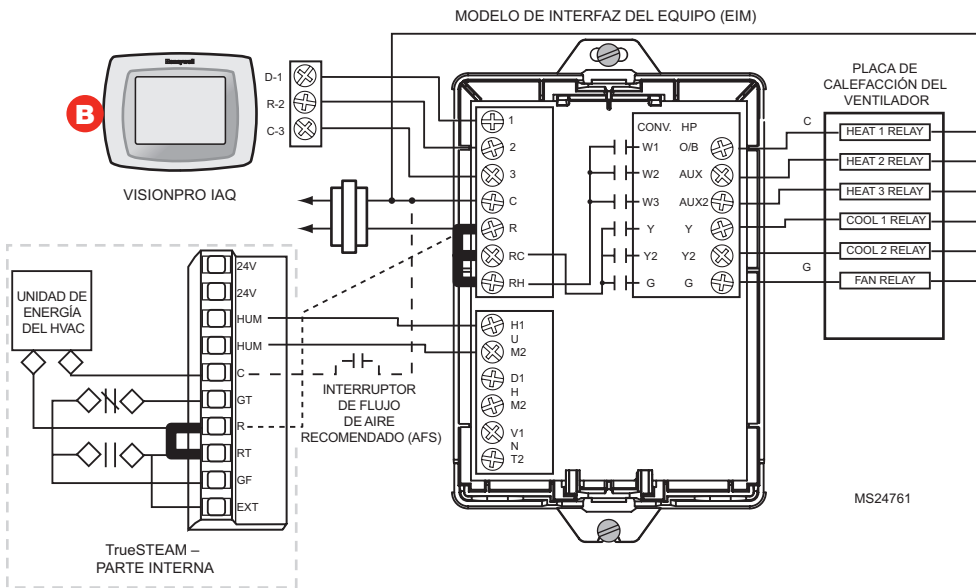 MODELO DE INTERFAZ DEL EQUIPO (EIM)
Honeywell
B
VISIONPRO IAQ
D-1
R-2
C-3
1
2
3
C
R
RC
RH
CONV. HP
W1 O/B
W2 AUX
W3 AUX2
Y Y
Y2 Y2
G G
PLACA DE
CALEFACCIÓN DEL
VENTILADOR
C
HEAT 1 RELAY
HEAT 2 RELAY
HEAT 3 RELAY
COOL 1 RELAY
COOL 2 RELAY
G
FAN RELAY
H1
U
M2
D1
H
M2
V1
N
T2
UNIDAD DE
ENERGÍA
DEL HVAC
24V
24V
HUM
HUM
C
GT
R
RT
GF
EXT
INTERRUPTOR
DE FLUJO
DE AIRE
RECOMENDADO (AFS)
TrueSTEAM –
PARTE INTERNA
MS24761